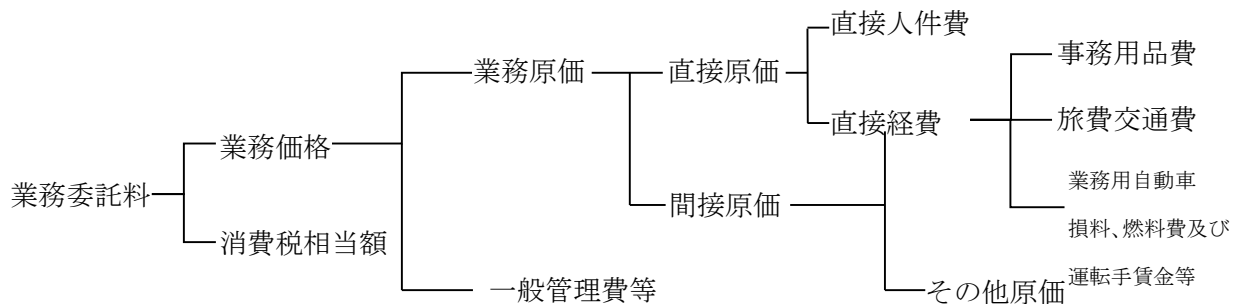 直接人件費
事務用品費
業務原価
直接原価
直接経費
旅費交通費
業務価格
業務用自動車
業務委託料
間接原価
損料、燃料費及び
消費税相当額
運転手賃金等
一般管理費等
その他原価